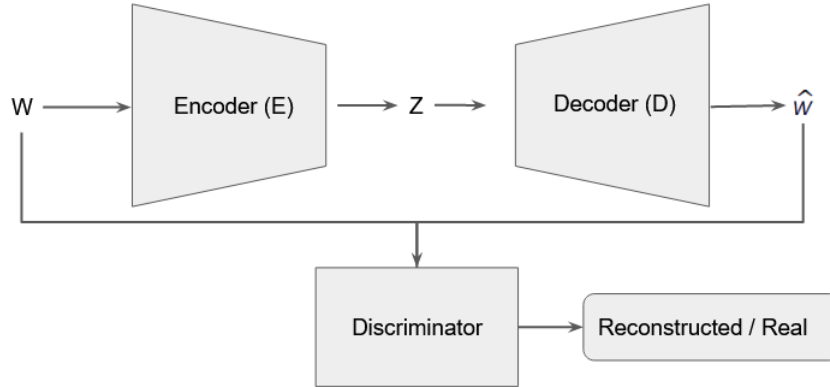 W
Encoder (E)
Z
Decoder (D)
ŵ
Discriminator
Reconstructed / Real